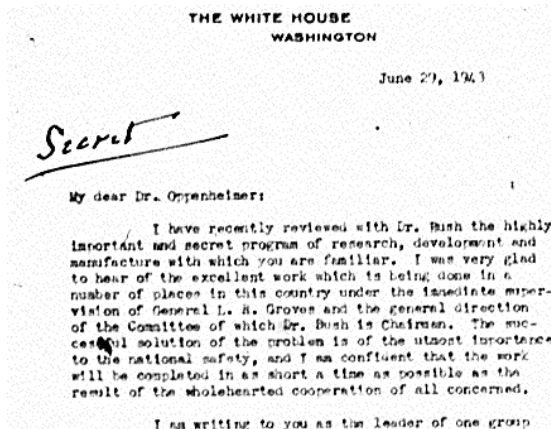 THE WHITE HOUSE
WASHINGTON
June 29, 1943
Secret
My dear Dr. Oppenheimer:
I have recently reviewed with Dr. Bush the highly
important and secret program of research, development and
manufacture with which you are familiar. I was very glad
to hear of the excellent work which is being done in a
number of places in this country under the immediate super-
vision of General L. R. Groves and the general direction
of the Committee of which Dr. Bush is Chairman. The suc-
cessful solution of the problem is of the utmost importance
to the national safety, and I am confident that the work
will be completed in as short a time as possible as the
result of the wholehearted cooperation of all concerned.
I am writing to you as the leader of one group